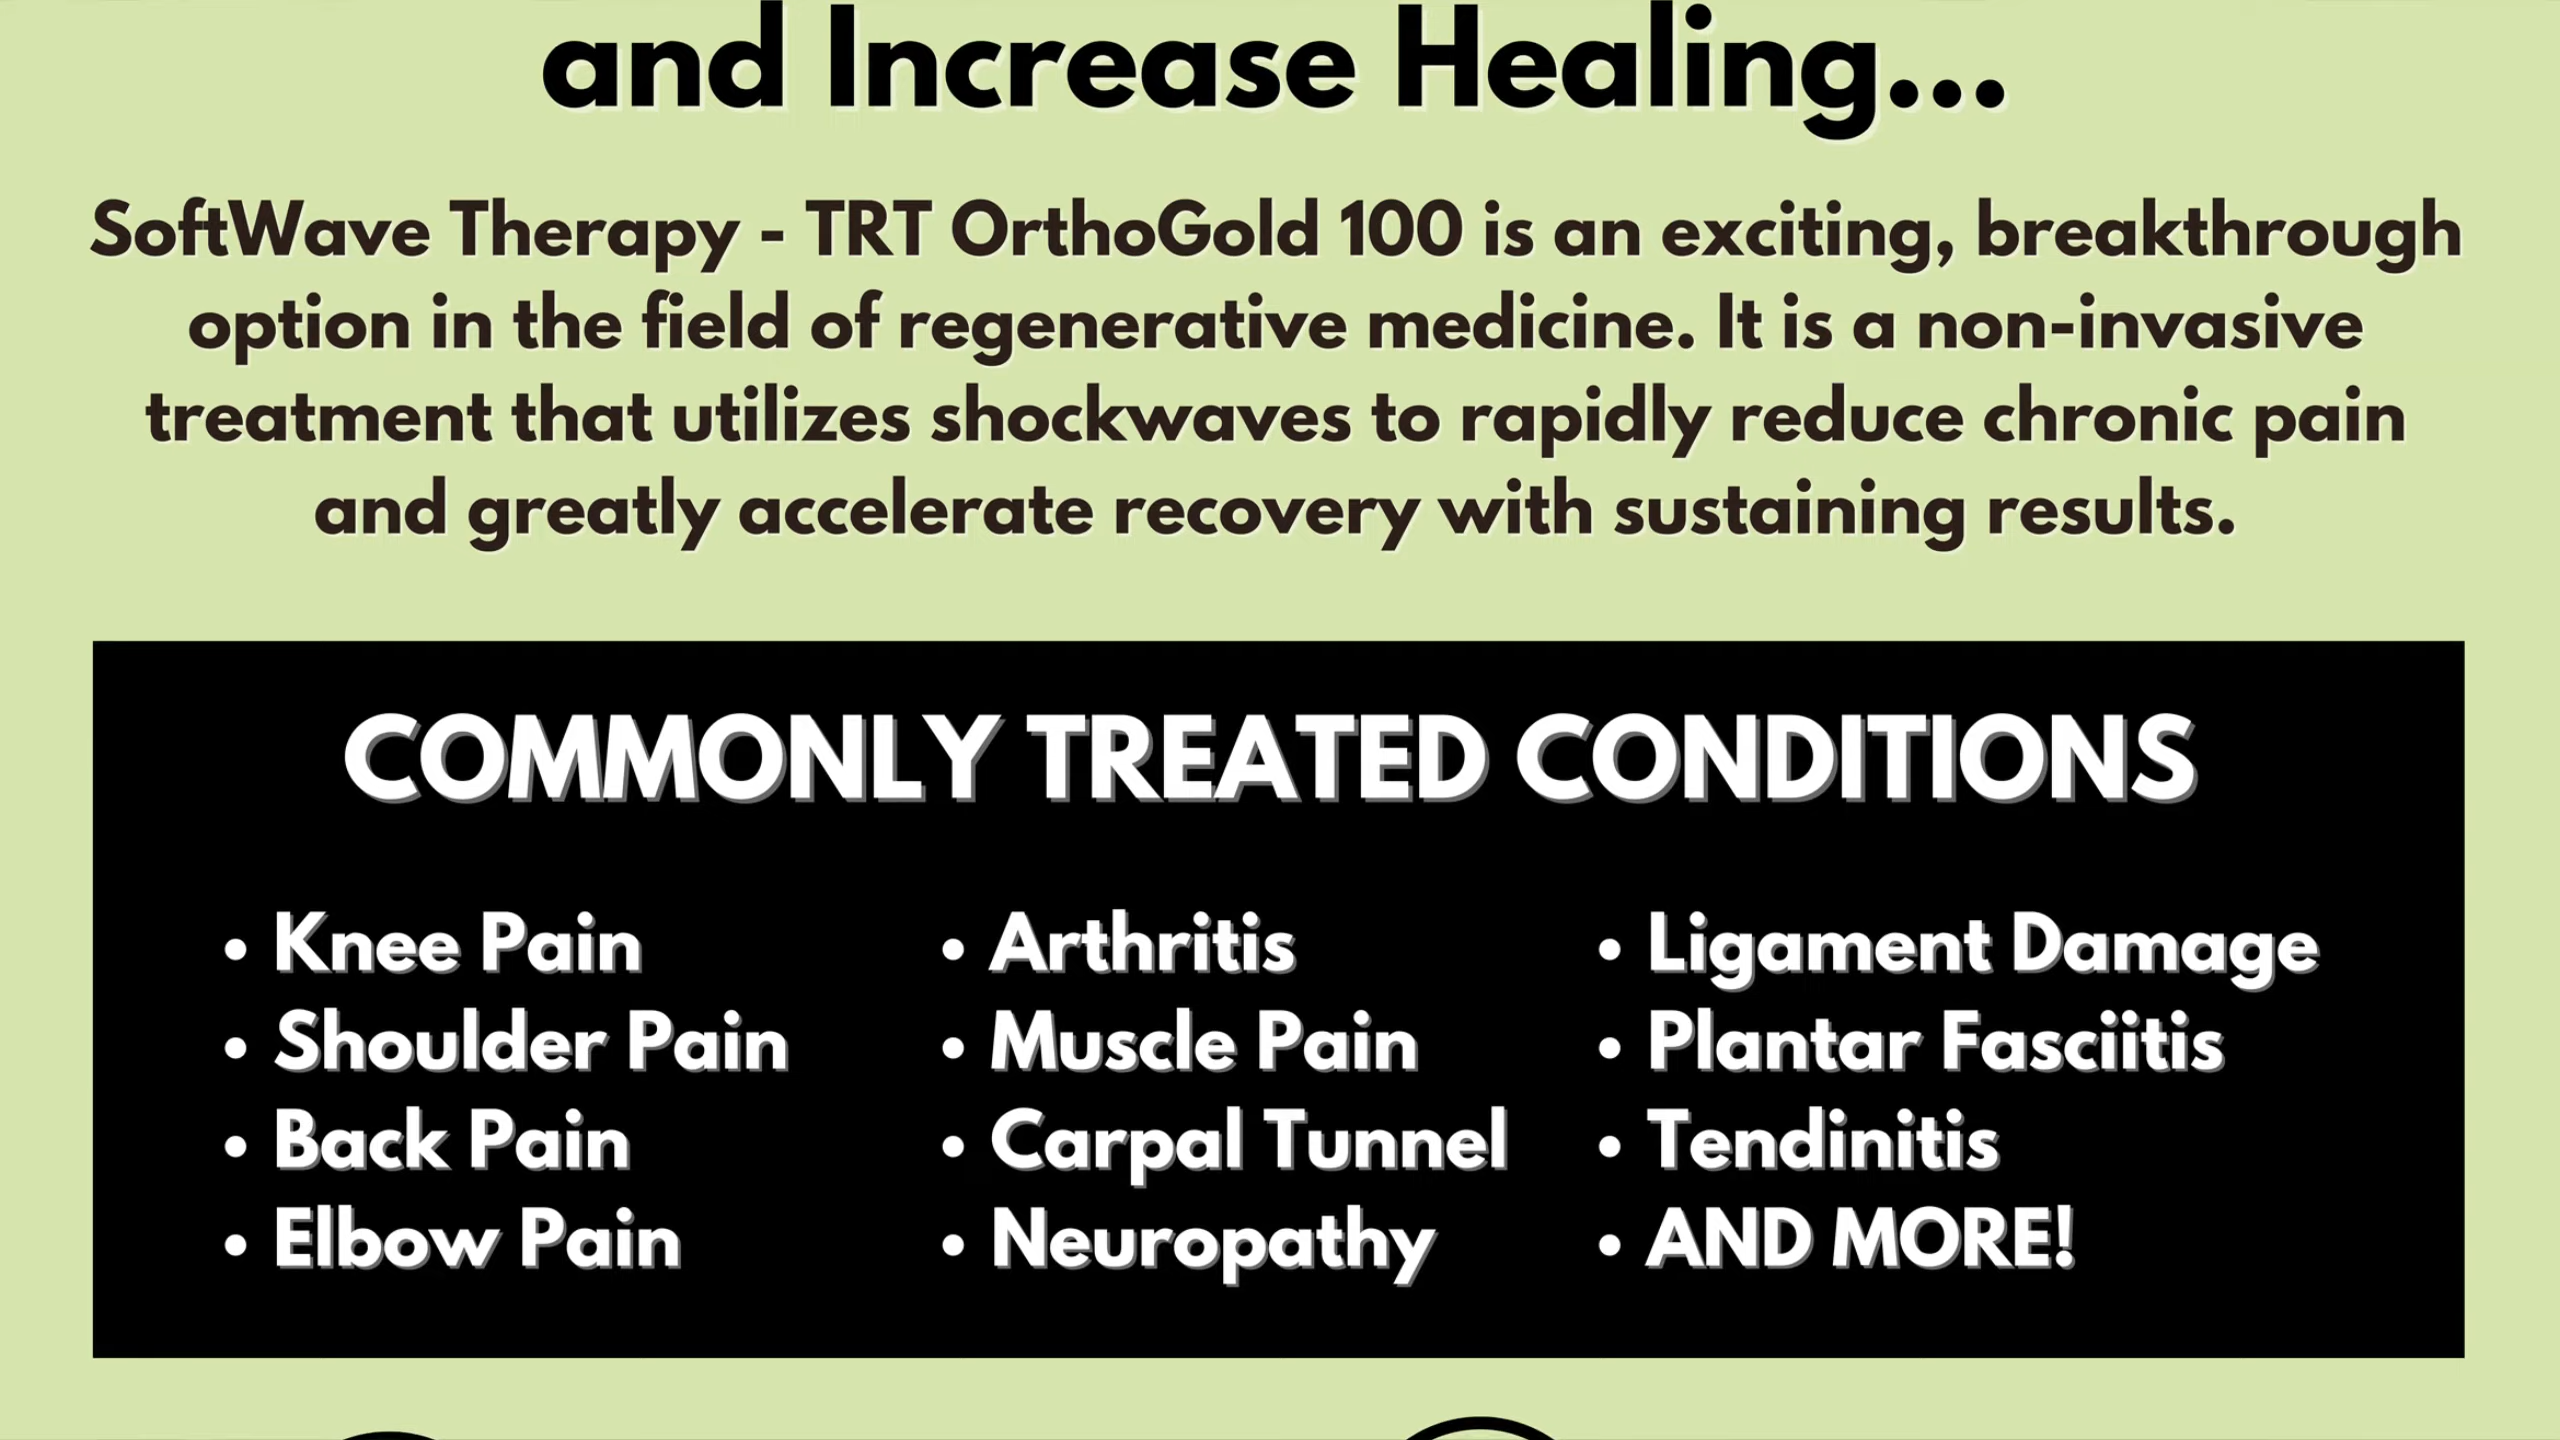 and Increase Healing...
SoftWave Therapy - TRT OrthoGold 100 is an exciting, breakthrough
option in the field of regenerative medicine. It is a non-invasive
treatment that utilizes shockwaves to rapidly reduce chronic pain
and greatly accelerate recovery with sustaining results.
COMMONLY TREATED CONDITIONS
• Knee Pain
• Shoulder Pain
• Back Pain
• Elbow Pain
• Arthritis
• Muscle Pain
• Carpal Tunnel
• Neuropathy
• Ligament Damage
• Plantar Fasciitis
• Tendinitis
• AND MORE!